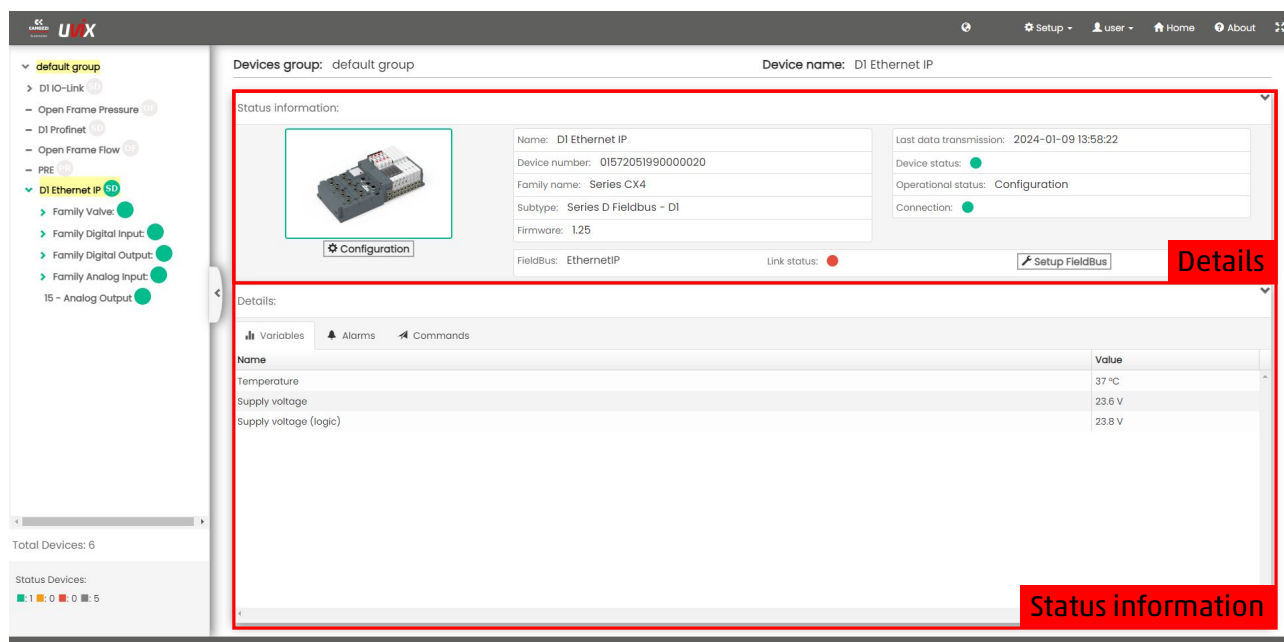 CAMOZZI
UVIX
Setup
user
Home
About
default group
D1 IO-Link SD
Open Frame Pressure OF
D1 Profinet SD
Open Frame Flow OF
PRE PR
D1 Ethernet IP SD
Family Valve:
Family Digital Input:
Family Digital Output:
Family Analog Input:
15 - Analog Output
Total Devices: 6
Status Devices:
: 1 : 0 : 0 : 5
Devices group: default group
Device name: D1 Ethernet IP
Status information:
Configuration
Name: D1 Ethernet IP
Device number: 01572051990000020
Family name: Series CX4
Subtype: Series D Fieldbus - D1
Firmware: 1.25
Last data transmission: 2024-01-09 13:58:22
Device status:
Operational status: Configuration
Connection:
FieldBus: EthernetIP
Link status:
Setup FieldBus
Details
Details:
Variables
Alarms
Commands
Name Value
Temperature 37 °C
Supply voltage 23.6 V
Supply voltage (logic) 23.8 V
Status information